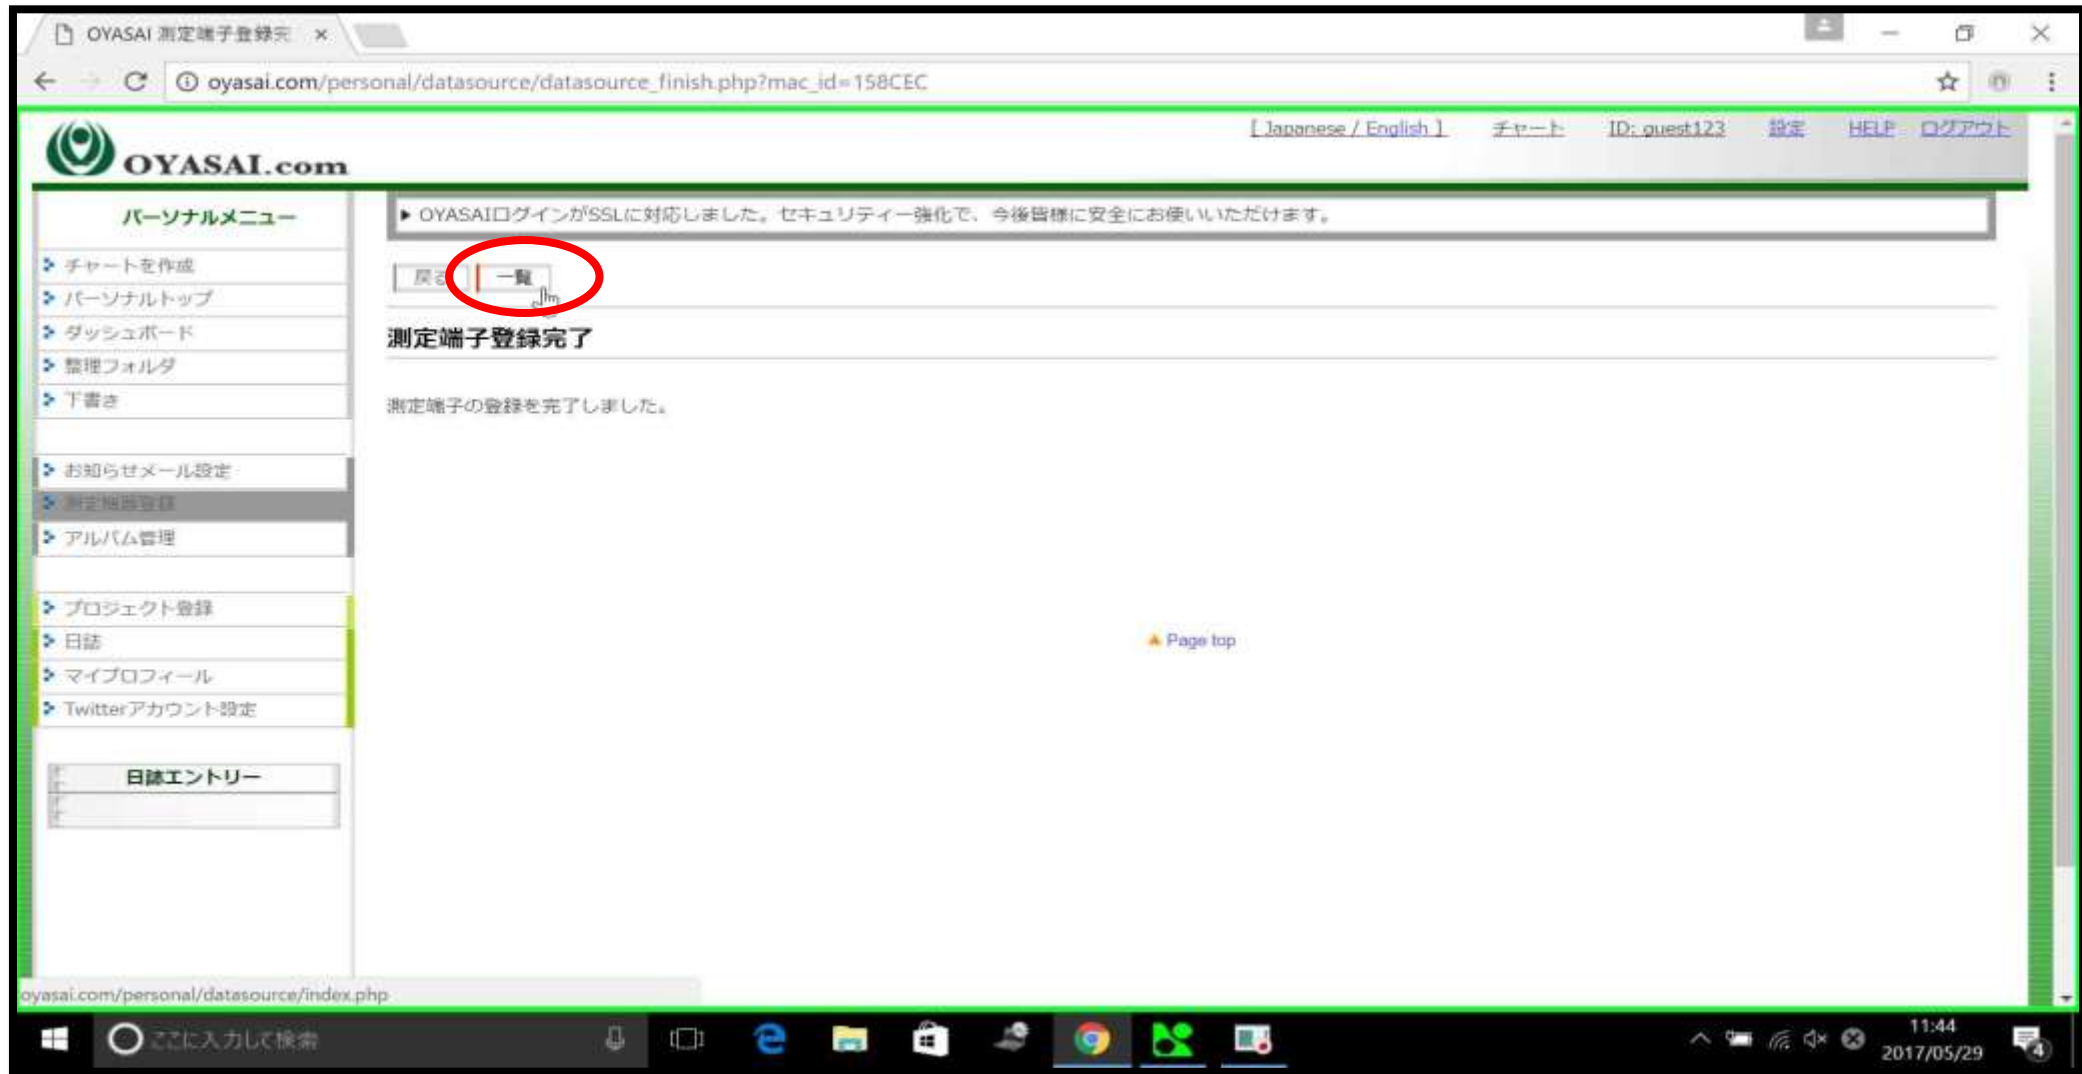 OYASAI 測定端子登録完
oyasai.com/personal/datasource/datasource_finish.php?mac_id=158CEC
OYASAI.com
[ Japanese / English ] チャート ID: guest123 設定 HELP ログアウト
パーソナルメニュー
チャートを作成
パーソナルトップ
ダッシュボード
整理フォルダ
下書き
お知らせメール設定
測定機器登録
アルバム管理
プロジェクト登録
日誌
マイプロフィール
Twitterアカウント設定
日誌エントリー
OYASAIログインがSSLに対応しました。セキュリティー強化で、今後皆様に安全にお使いいただけます。
戻る 一覧
測定端子登録完了
測定端子の登録を完了しました。
Page top
oyasai.com/personal/datasource/index.php
ここに入力して検索
11:44
2017/05/29
4